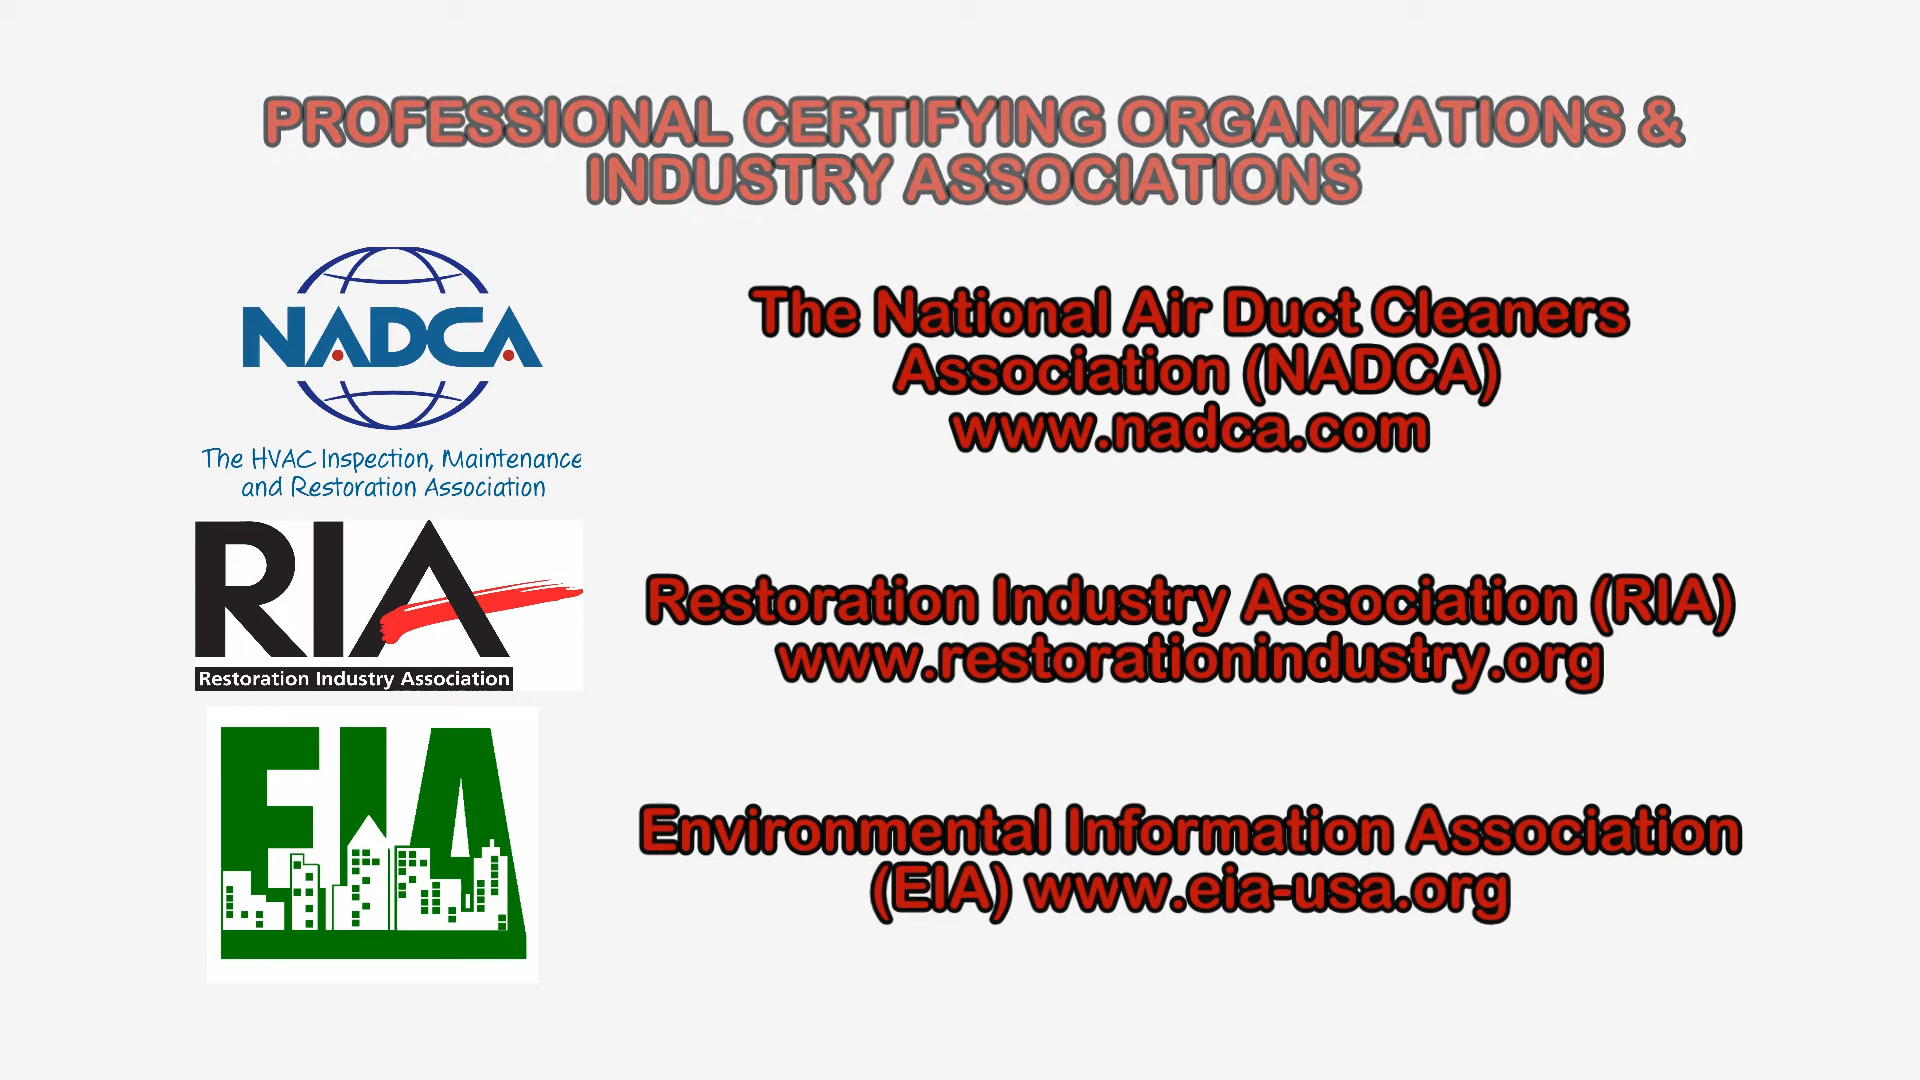 PROFESSIONAL CERTIFYING ORGANIZATIONS &
INDUSTRY ASSOCIATIONS
NADCA
The HVAC Inspection, Maintenance
and Restoration Association
The National Air Duct Cleaners
Association (NADCA)
www.nadca.com
RIA
Restoration Industry Association
Restoration Industry Association (RIA)
www.restorationindustry.org
EIA
Environmental Information Association
(EIA) www.eia-usa.org